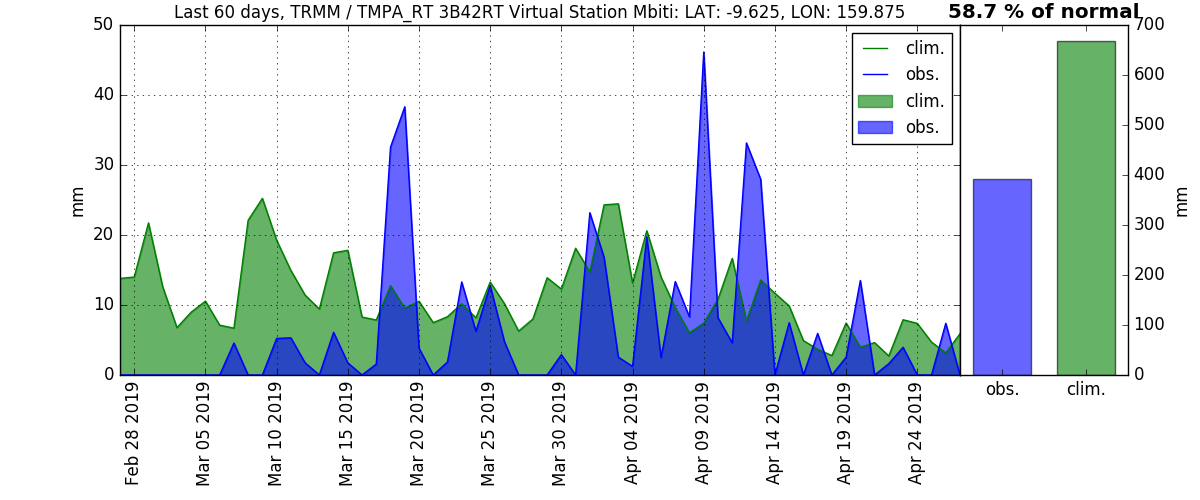 Last 60 days, TRMM / TMPA_RT 3B42RT Virtual Station Mbiti: LAT: -9.625, LON: 159.875
58.7 % of normal
50
40
30
20
10
0
mm
clim.
obs.
clim.
obs.
Feb 28 2019
Mar 05 2019
Mar 10 2019
Mar 15 2019
Mar 20 2019
Mar 25 2019
Mar 30 2019
Apr 04 2019
Apr 09 2019
Apr 14 2019
Apr 19 2019
Apr 24 2019
700
600
500
400
300
200
100
0
mm
obs.
clim.